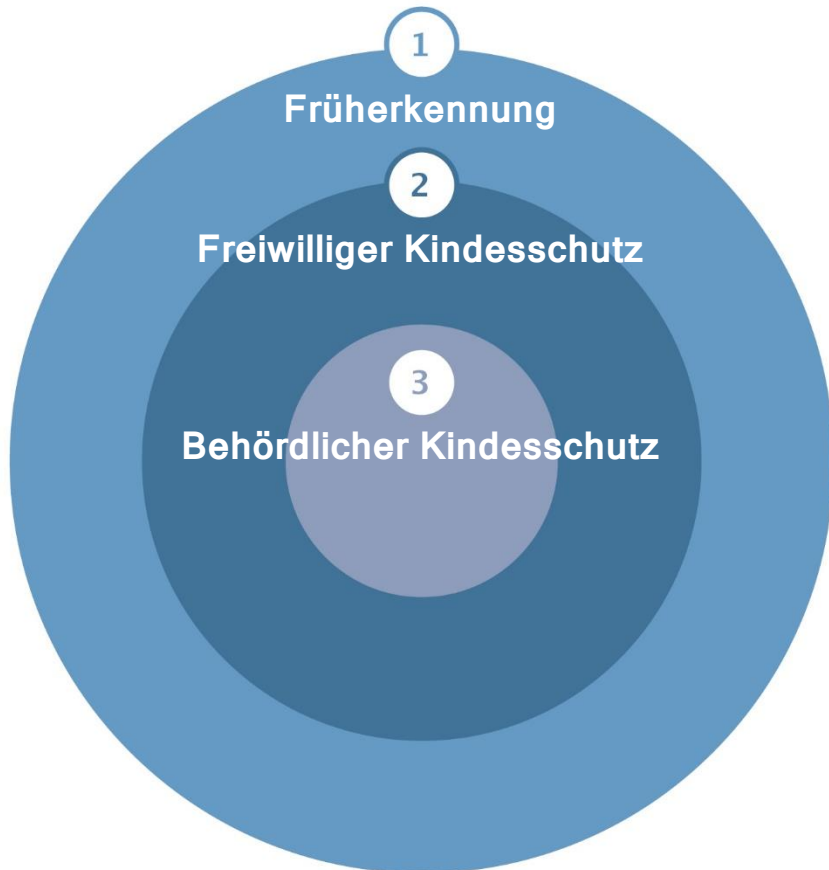 1
Früherkennung
2
Freiwilliger Kindesschutz
3
Behördlicher Kindesschutz